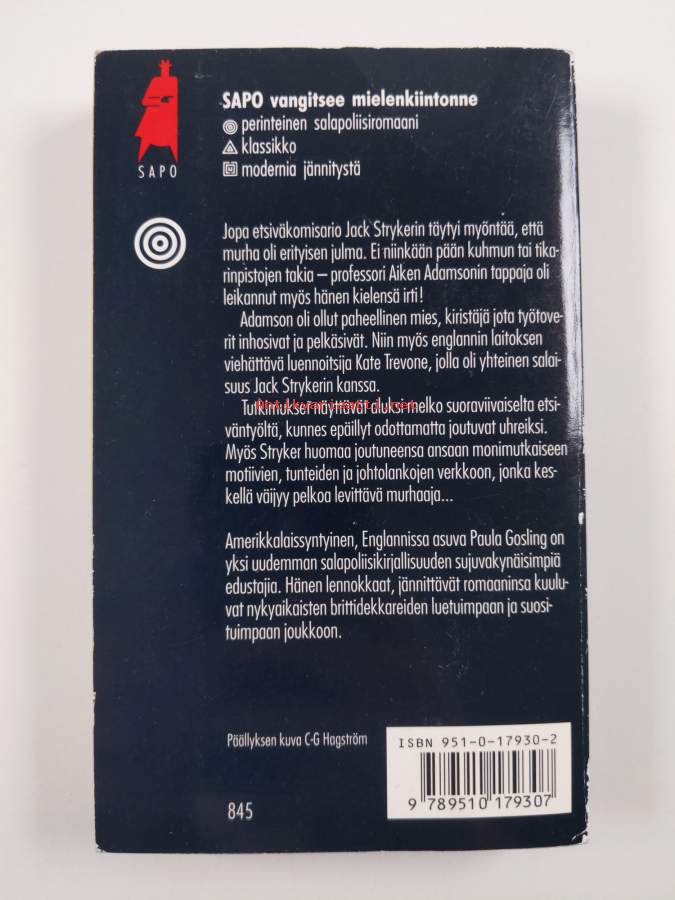 SAPO vangitsee mielenkiintonne
perinteinen salapoliisiromaani
klassikko
modernia jännitystä
SAPO
Jopa etsiväkomisario Jack Strykerin täytyi myöntää, että
murha oli erityisen julma. Ei niinkään pään kuhmun tai tika-
rinpistojen takia – professori Aiken Adamsonin tappaja oli
leikannut myös hänen kielensä irti!
Adamson oli ollut paheellinen mies, kiristäjä jota työtove-
rit inhosivat ja pelkäsivät. Niin myös englannin laitoksen
viehättävä luennoitsija Kate Trevone, jolla oli yhteinen salai-
suus Jack Strykerin kanssa.
Tutkimukset näyttävät aluksi melko suoraviivaiselta etsi-
väntyöltä, kunnes epäillyt odottamatta joutuvat uhreiksi.
Myös Stryker huomaa joutuneensa ansaan monimutkaiseen
motiivien, tunteiden ja johtolankojen verkkoon, jonka kes-
kellä väijyy pelkoa levittävä murhaaja...
Antikvariaatti.net
Amerikkalaissyntyinen, Englannissa asuva Paula Gosling on
yksi uudemman salapoliisikirjallisuuden sujuvakynäisimpiä
edustajia. Hänen lennokkaat, jännittävät romaaninsa kuulu-
vat nykyaikaisten brittidekkareiden luetuimpaan ja suosi-
tuimpaan joukkoon.
Päällyksen kuva C-G Hagström
ISBN 951-0-17930-2
9 789510 179307
845